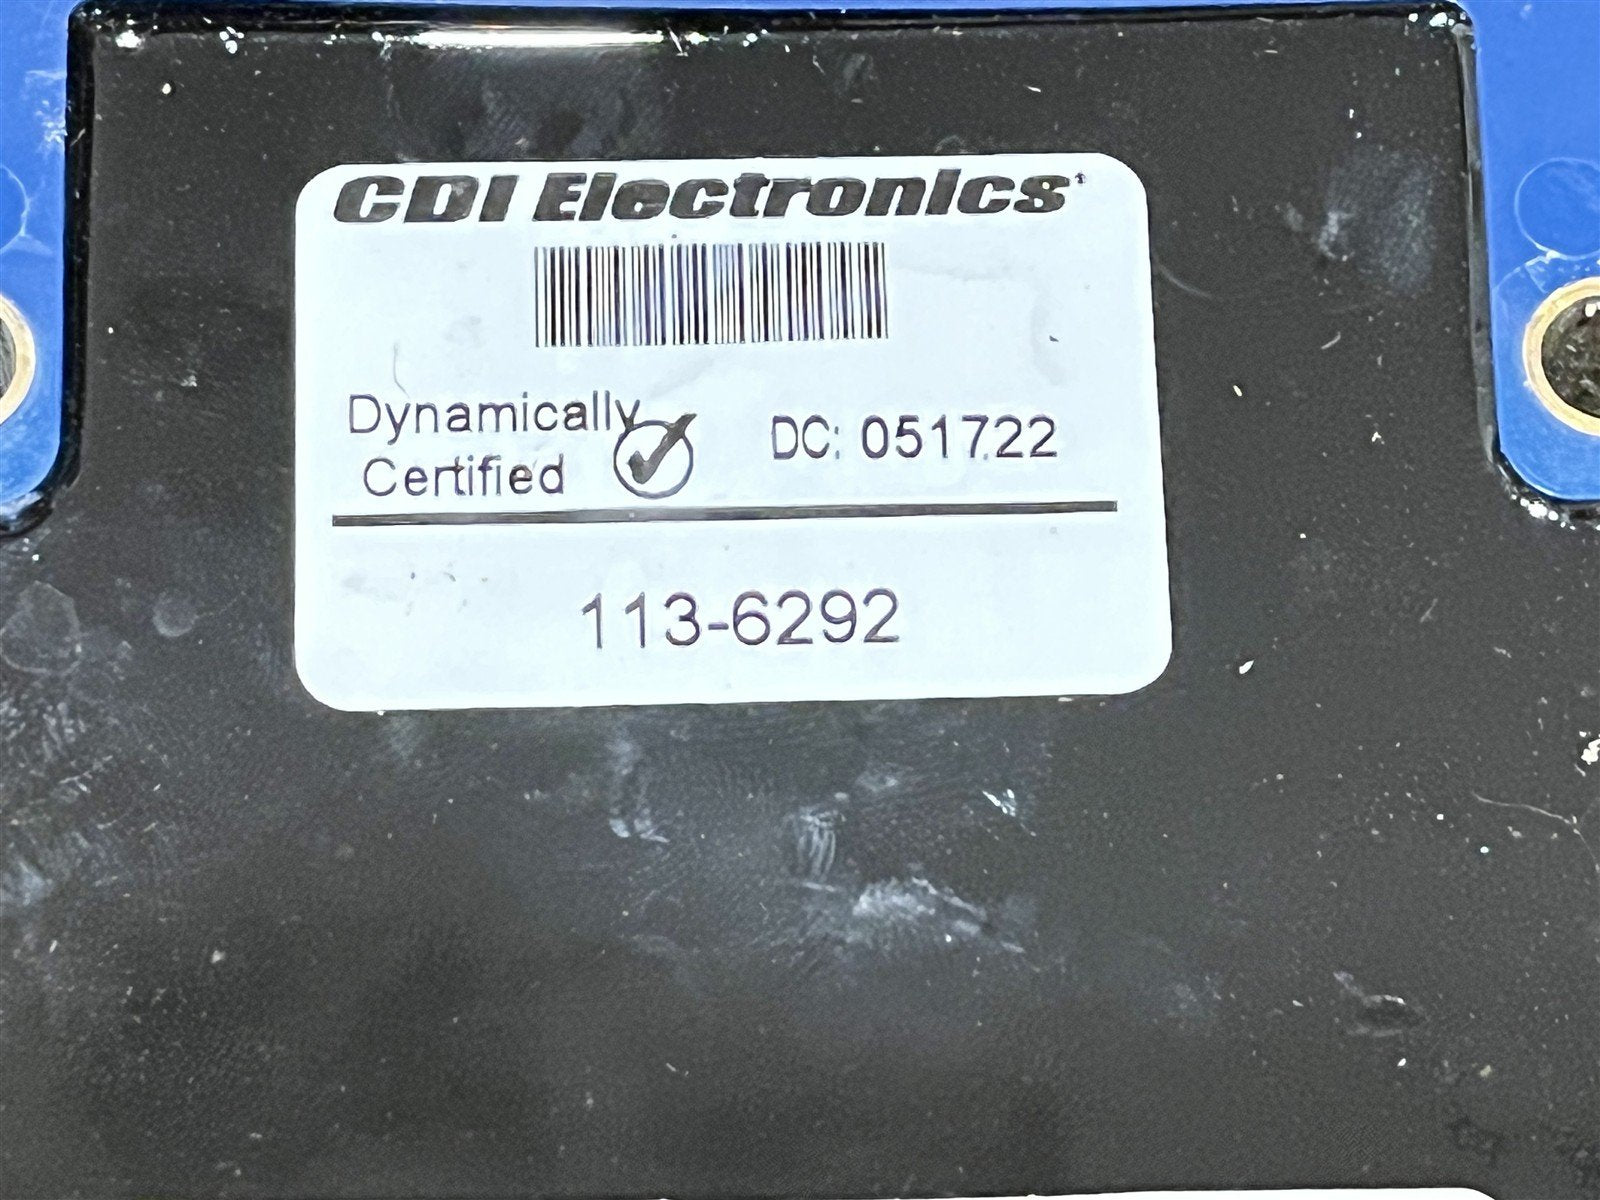 CDI Electronics
Dynamically
Certified
DC: 051722
113-6292